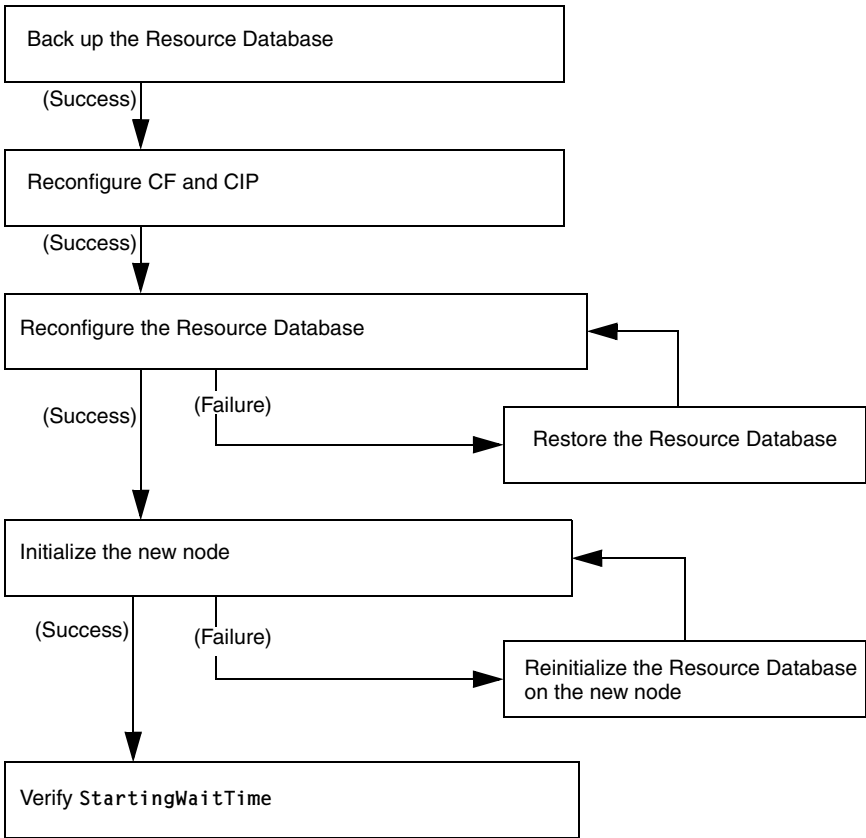 Back up the Resource Database
(Success)
Reconfigure CF and CIP
(Success)
Reconfigure the Resource Database
(Success)
(Failure)
Restore the Resource Database
Initialize the new node
(Success)
(Failure)
Reinitialize the Resource Database
on the new node
Verify StartingWaitTime